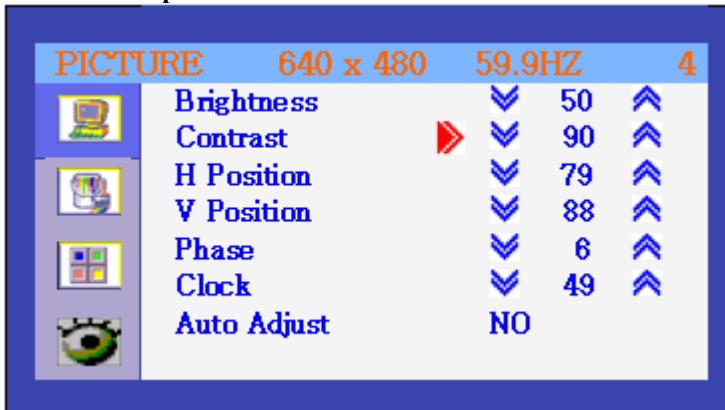 PICTURE 640 x 480 59.9HZ 4
Brightness 50
Contrast 90
H Position 79
V Position 88
Phase 6
Clock 49
Auto Adjust NO